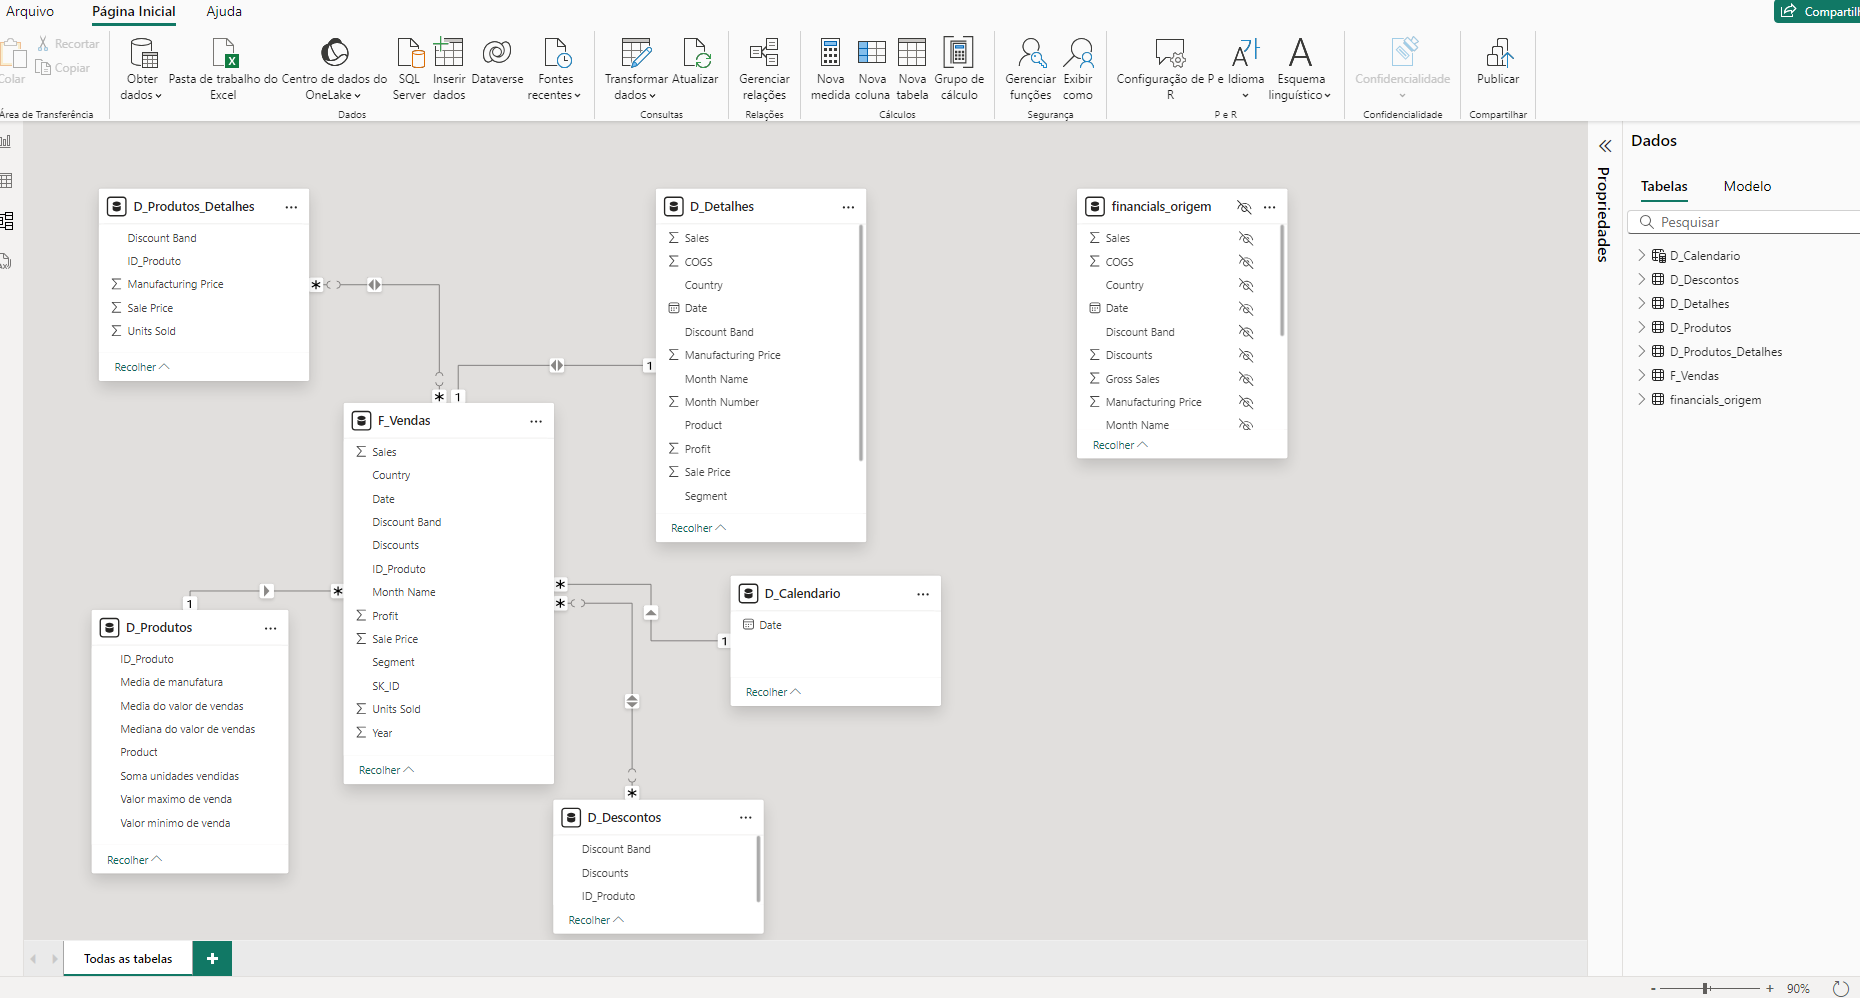 Arquivo
Página Inicial
Ajuda
Compartil
Colar
Recortar
Copiar
Área de Transferência
Obter dados
Pasta de trabalho do Excel
Centro de dados do OneLake
SQL Server
Inserir dados
Dataverse
Fontes recentes
Dados
Transformar dados
Atualizar
Consultas
Gerenciar relações
Relações
Nova medida
Nova coluna
Nova tabela
Grupo de cálculo
Cálculos
Gerenciar funções
Exibir como
Segurança
Configuração de P e R
Idioma
Esquema linguístico
P e R
Confidencialidade
Confidencialidade
Publicar
Compartilhar
D_Produtos_Detalhes
Discount Band
ID_Produto
Manufacturing Price
Sale Price
Units Sold
Recolher
D_Detalhes
Sales
COGS
Country
Date
Discount Band
Manufacturing Price
Month Name
Month Number
Product
Profit
Sale Price
Segment
Recolher
financials_origem
Sales
COGS
Country
Date
Discount Band
Discounts
Gross Sales
Manufacturing Price
Month Name
Recolher
F_Vendas
Sales
Country
Date
Discount Band
Discounts
ID_Produto
Month Name
Profit
Sale Price
Segment
SK_ID
Units Sold
Year
Recolher
D_Produtos
ID_Produto
Media de manufatura
Media do valor de vendas
Mediana do valor de vendas
Product
Soma unidades vendidas
Valor maximo de venda
Valor minimo de venda
Recolher
D_Calendario
Date
Recolher
D_Descontos
Discount Band
Discounts
ID_Produto
Recolher
* * 1 1
1 *
* * 1 *
Propriedades
Dados
Tabelas
Modelo
Pesquisar
D_Calendario
D_Descontos
D_Detalhes
D_Produtos
D_Produtos_Detalhes
F_Vendas
financials_origem
Todas as tabelas
+
- + 90%